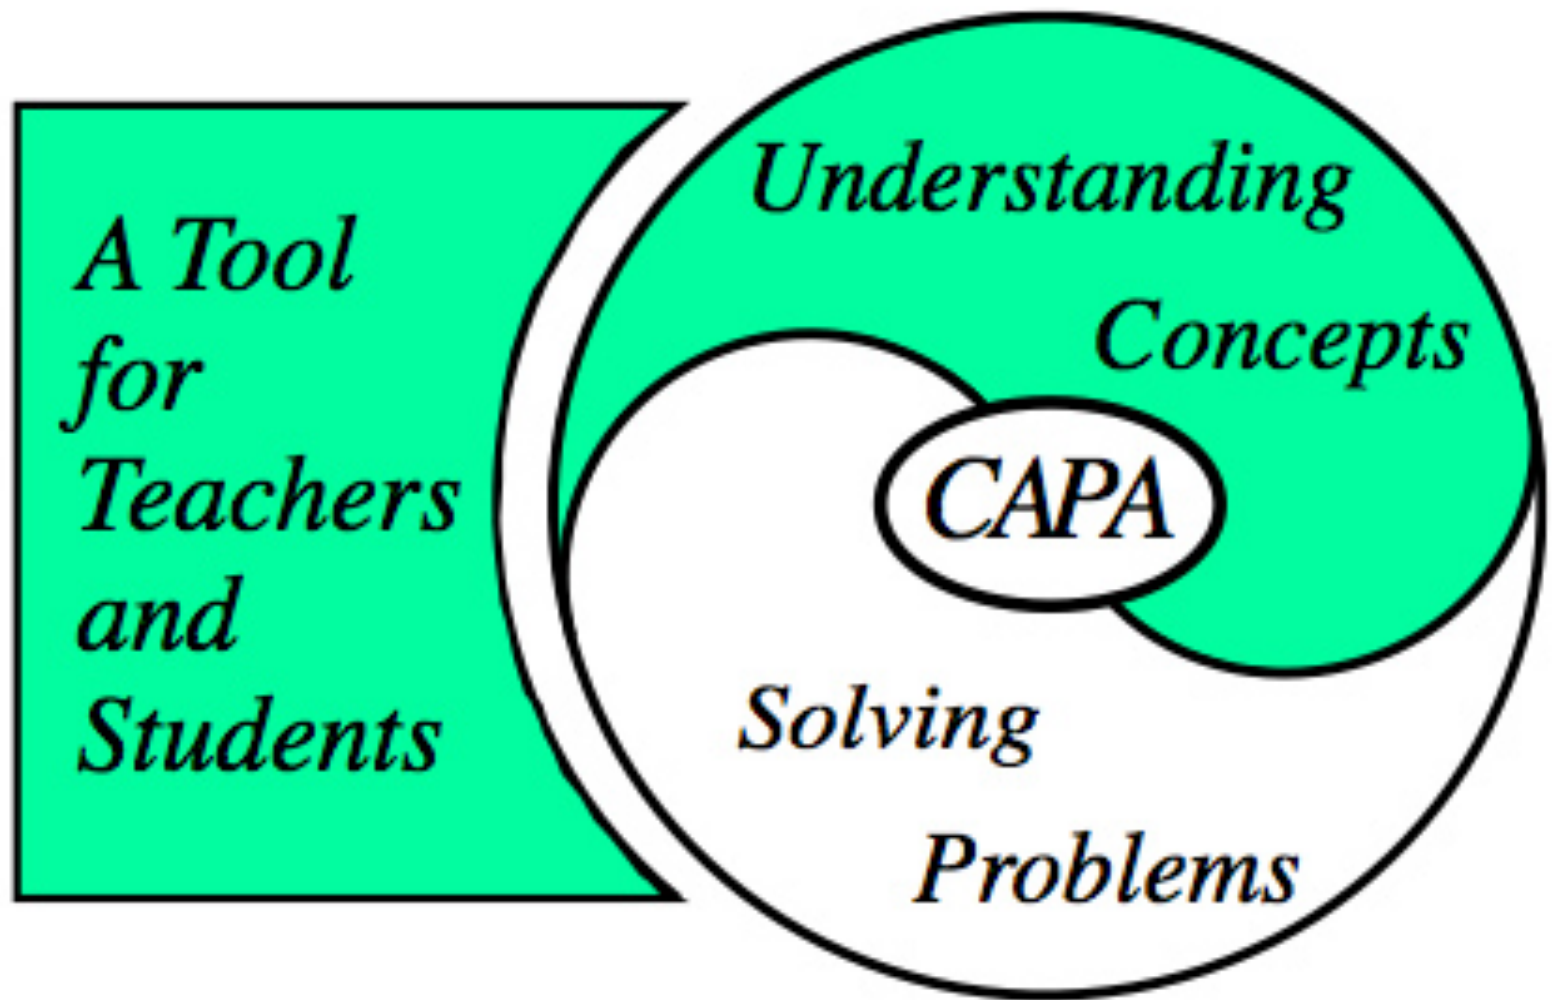 A Tool
for
Teachers
and
Students
Understanding
Concepts
CAPA
Solving
Problems